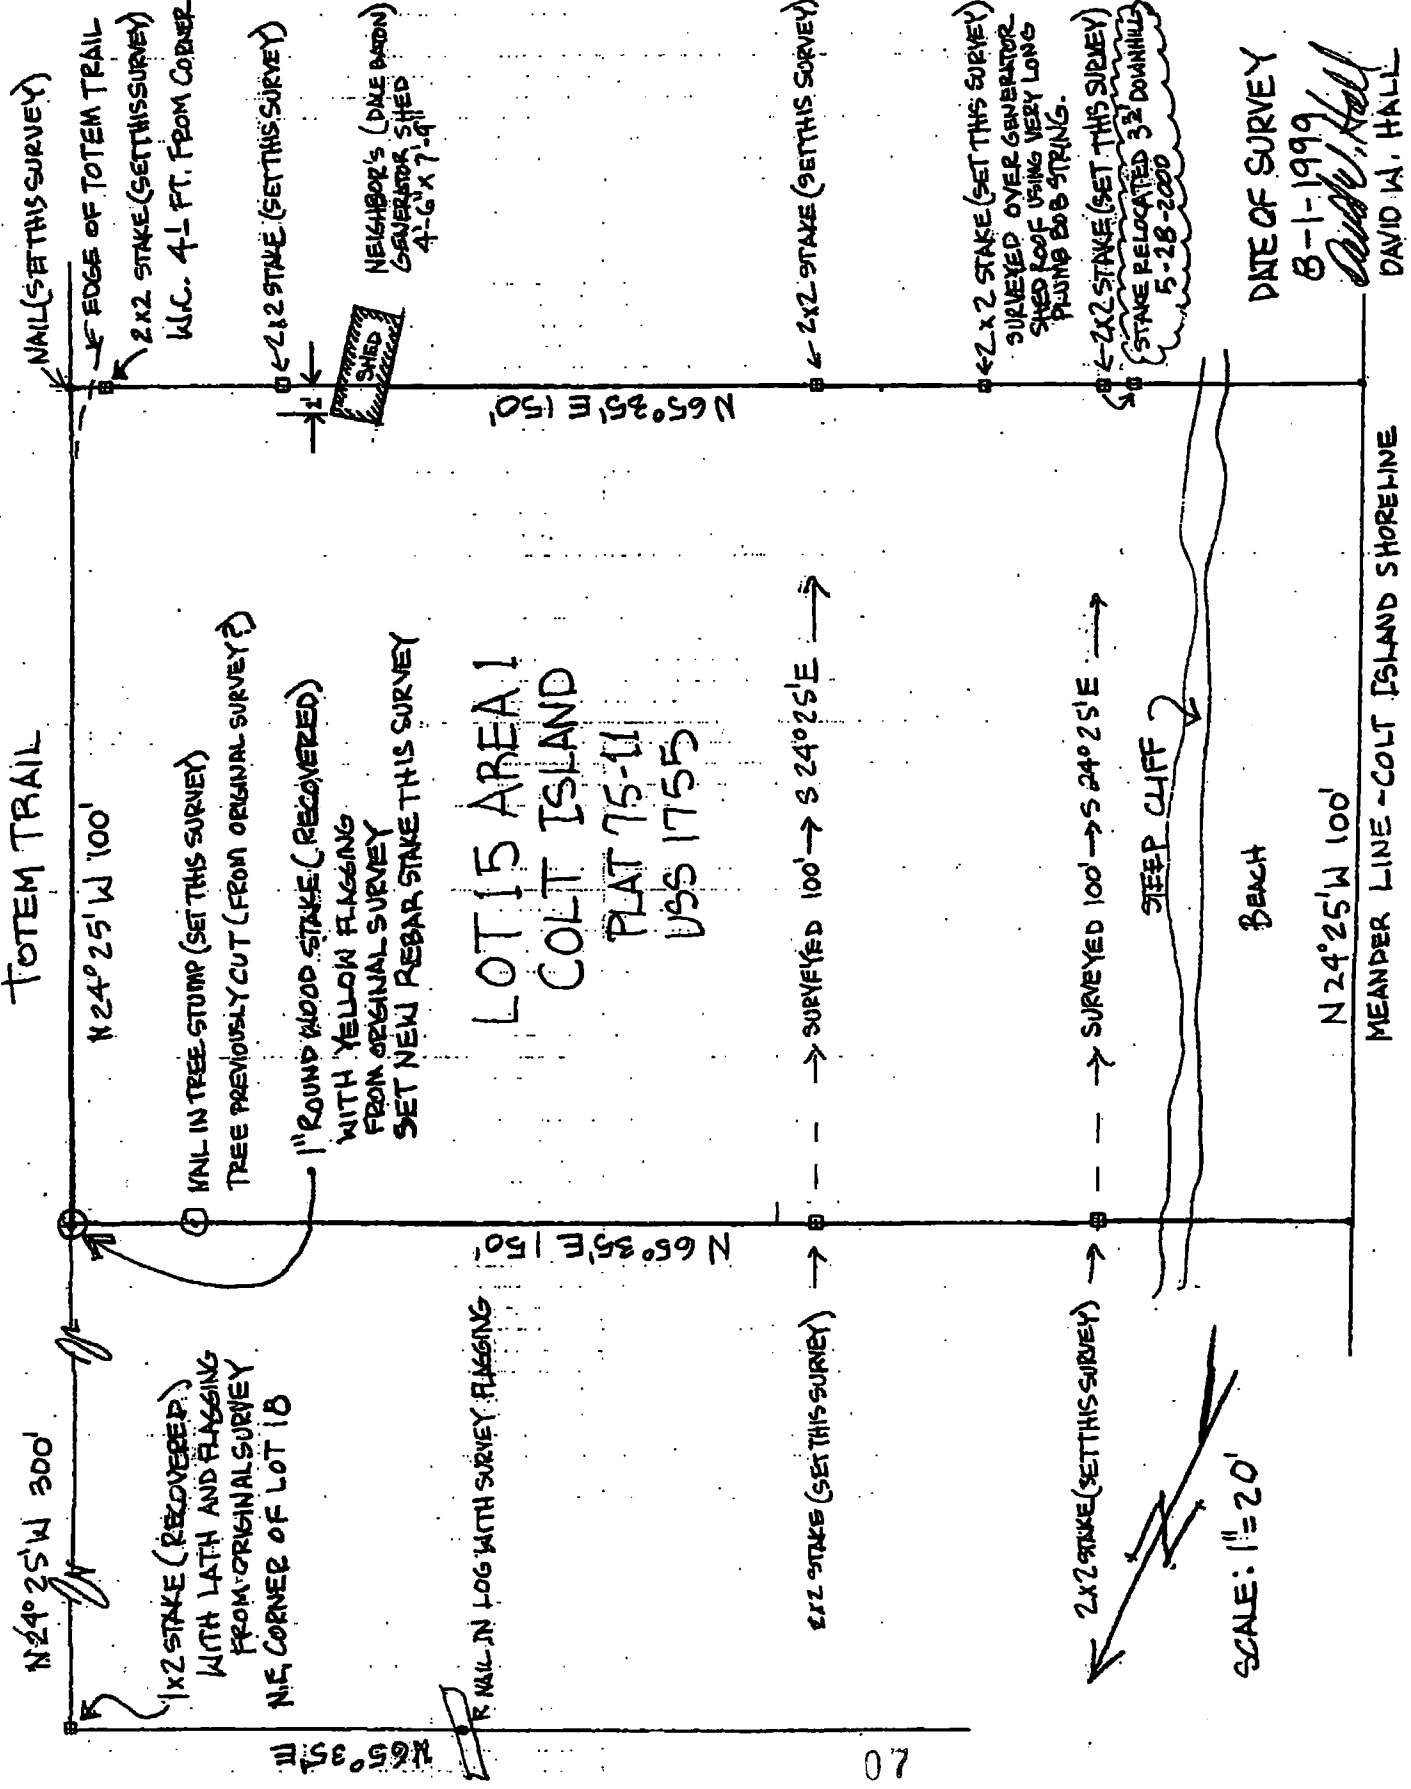 TOTEM TRAIL
N24°25'W 300'
N24°25'W 100'
NAIL (SET THIS SURVEY)
EDGE OF TOTEM TRAIL
2x2 STAKE (SET THIS SURVEY)
W.C. 4'- FT. FROM CORNER
2x2 STAKE (SET THIS SURVEY)
NEIGHBOR'S (DALE BATON)
GENERATOR SHED
4'-6" x 7'-9"
SHED
1'
1x2 STAKE (RECOVERED)
WITH LATH AND FLAGGING
FROM ORIGINAL SURVEY
N.E. CORNER OF LOT 18
NAIL IN TREE STUMP (SET THIS SURVEY)
TREE PREVIOUSLY CUT (FROM ORIGINAL SURVEY?)
1" ROUND WOOD STAKE (RECOVERED)
WITH YELLOW FLAGGING
FROM ORIGINAL SURVEY
SET NEW REBAR STAKE THIS SURVEY
N65°35'E
NAIL IN LOG WITH SURVEY FLAGGING
N 65°35'E 150'
N 65°35'E 150'
LOT 15 AREA 1
COLT ISLAND
PLAT 75-11
USS 1755
2x2 STAKE (SET THIS SURVEY)
SURVEYED 100' S 24°25'E
2x2 STAKE (SET THIS SURVEY)
2x2 STAKE (SET THIS SURVEY)
SURVEYED OVER GENERATOR
SHED ROOF USING VERY LONG
PLUMB BOB STRING.
2x2 STAKE (SET THIS SURVEY)
SURVEYED 100' S 24°25'E
2x2 STAKE (SET THIS SURVEY)
STAKE RELOCATED 3 2" DOWNHILL
5-28-2000
STEEP CLIFF
BEACH
N
SCALE: 1"=20'
N24°25'W 100'
MEANDER LINE - COLT ISLAND SHORELINE
DATE OF SURVEY
8-1-1999
David W. Hall
DAVID W. HALL